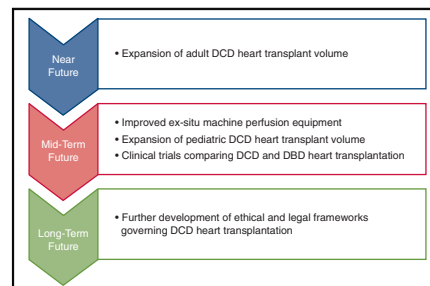 Near
Future
• Expansion of adult DCD heart transplant volume
Mid-Term
Future
• Improved ex-situ machine perfusion equipment
• Expansion of pediatric DCD heart transplant volume
• Clinical trials comparing DCD and DBD heart transplantation
Long-Term
Future
• Further development of ethical and legal frameworks
governing DCD heart transplantation